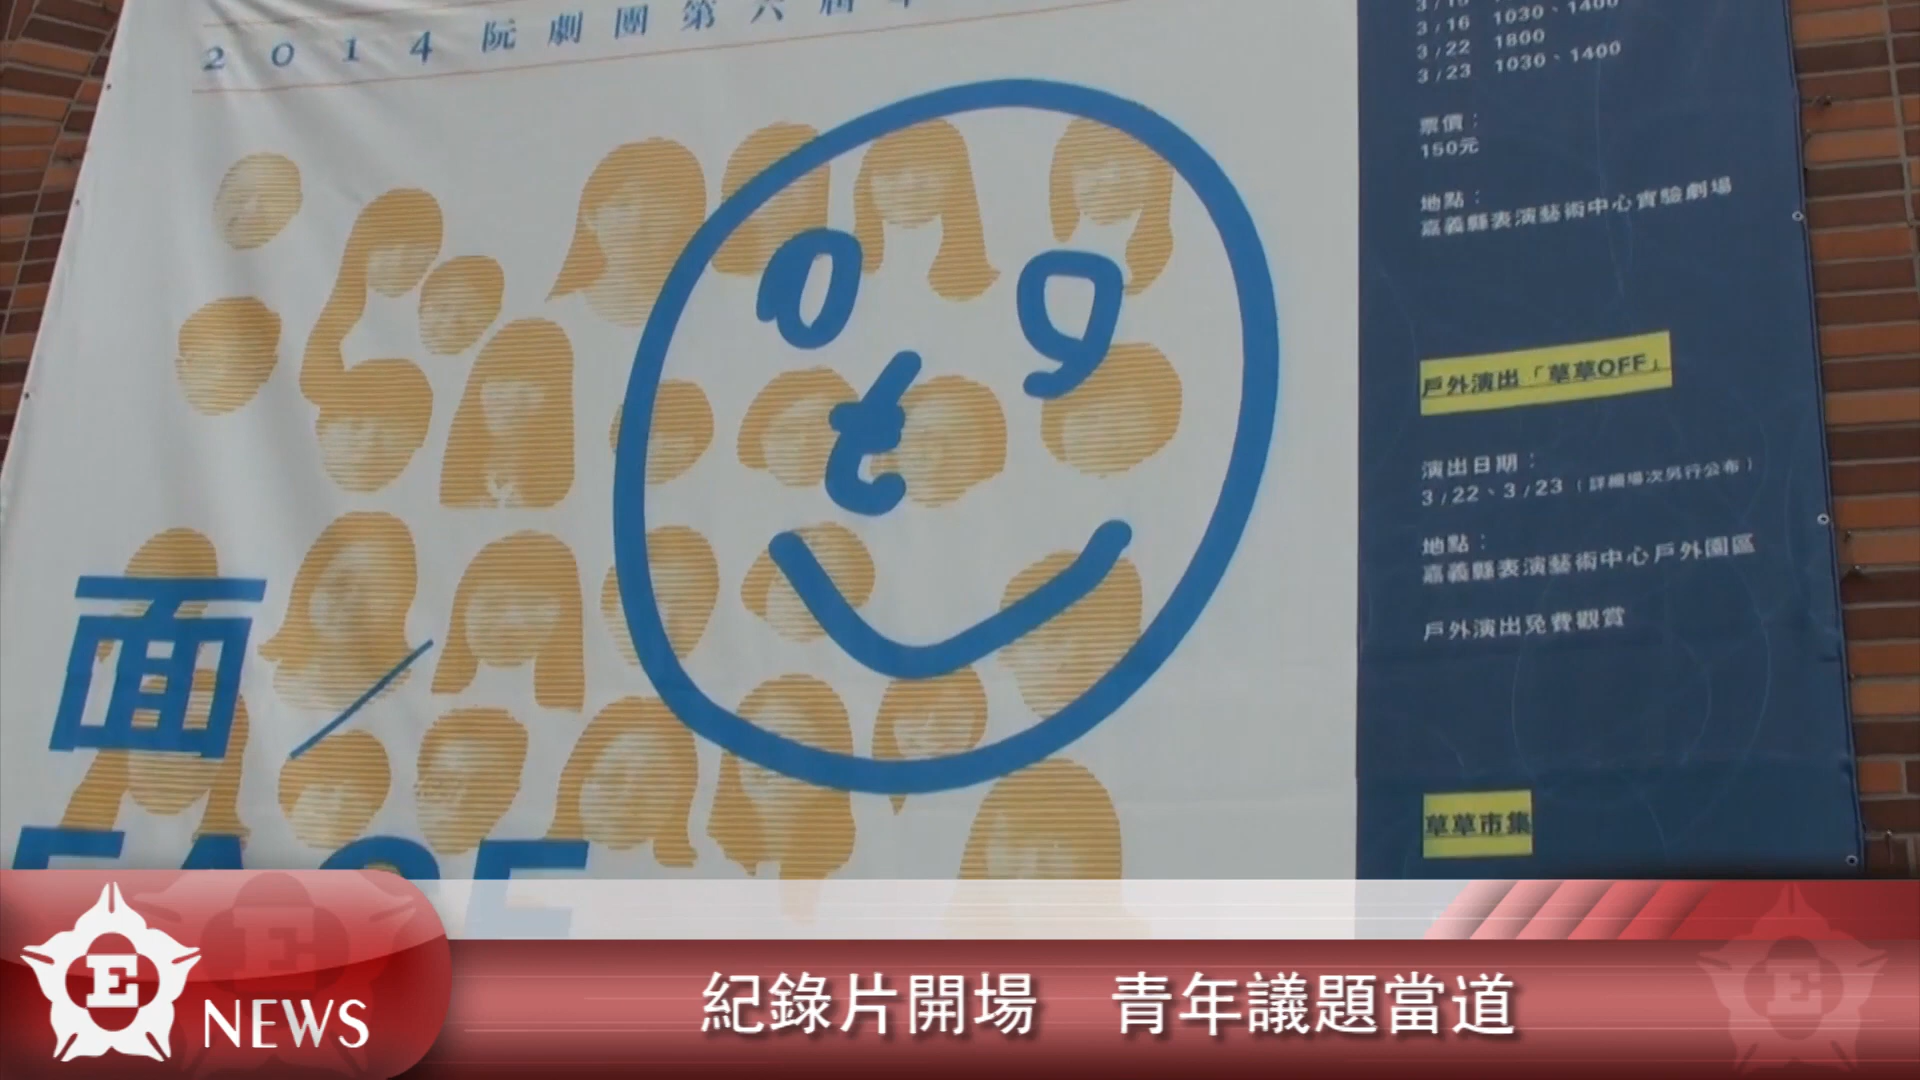 2014阮劇團第六屆
3/16 1030、1400
3/22 1800
3/23 1030、1400
票價：
150元
地點：
嘉義縣表演藝術中心實驗劇場
戶外演出「草草OFF」
演出日期：
3/22、3/23（詳細場次另行公布）
地點：
嘉義縣表演藝術中心戶外園區
戶外演出免費觀賞
草草市集
面／
FACE
E NEWS
紀錄片開場 青年議題當道